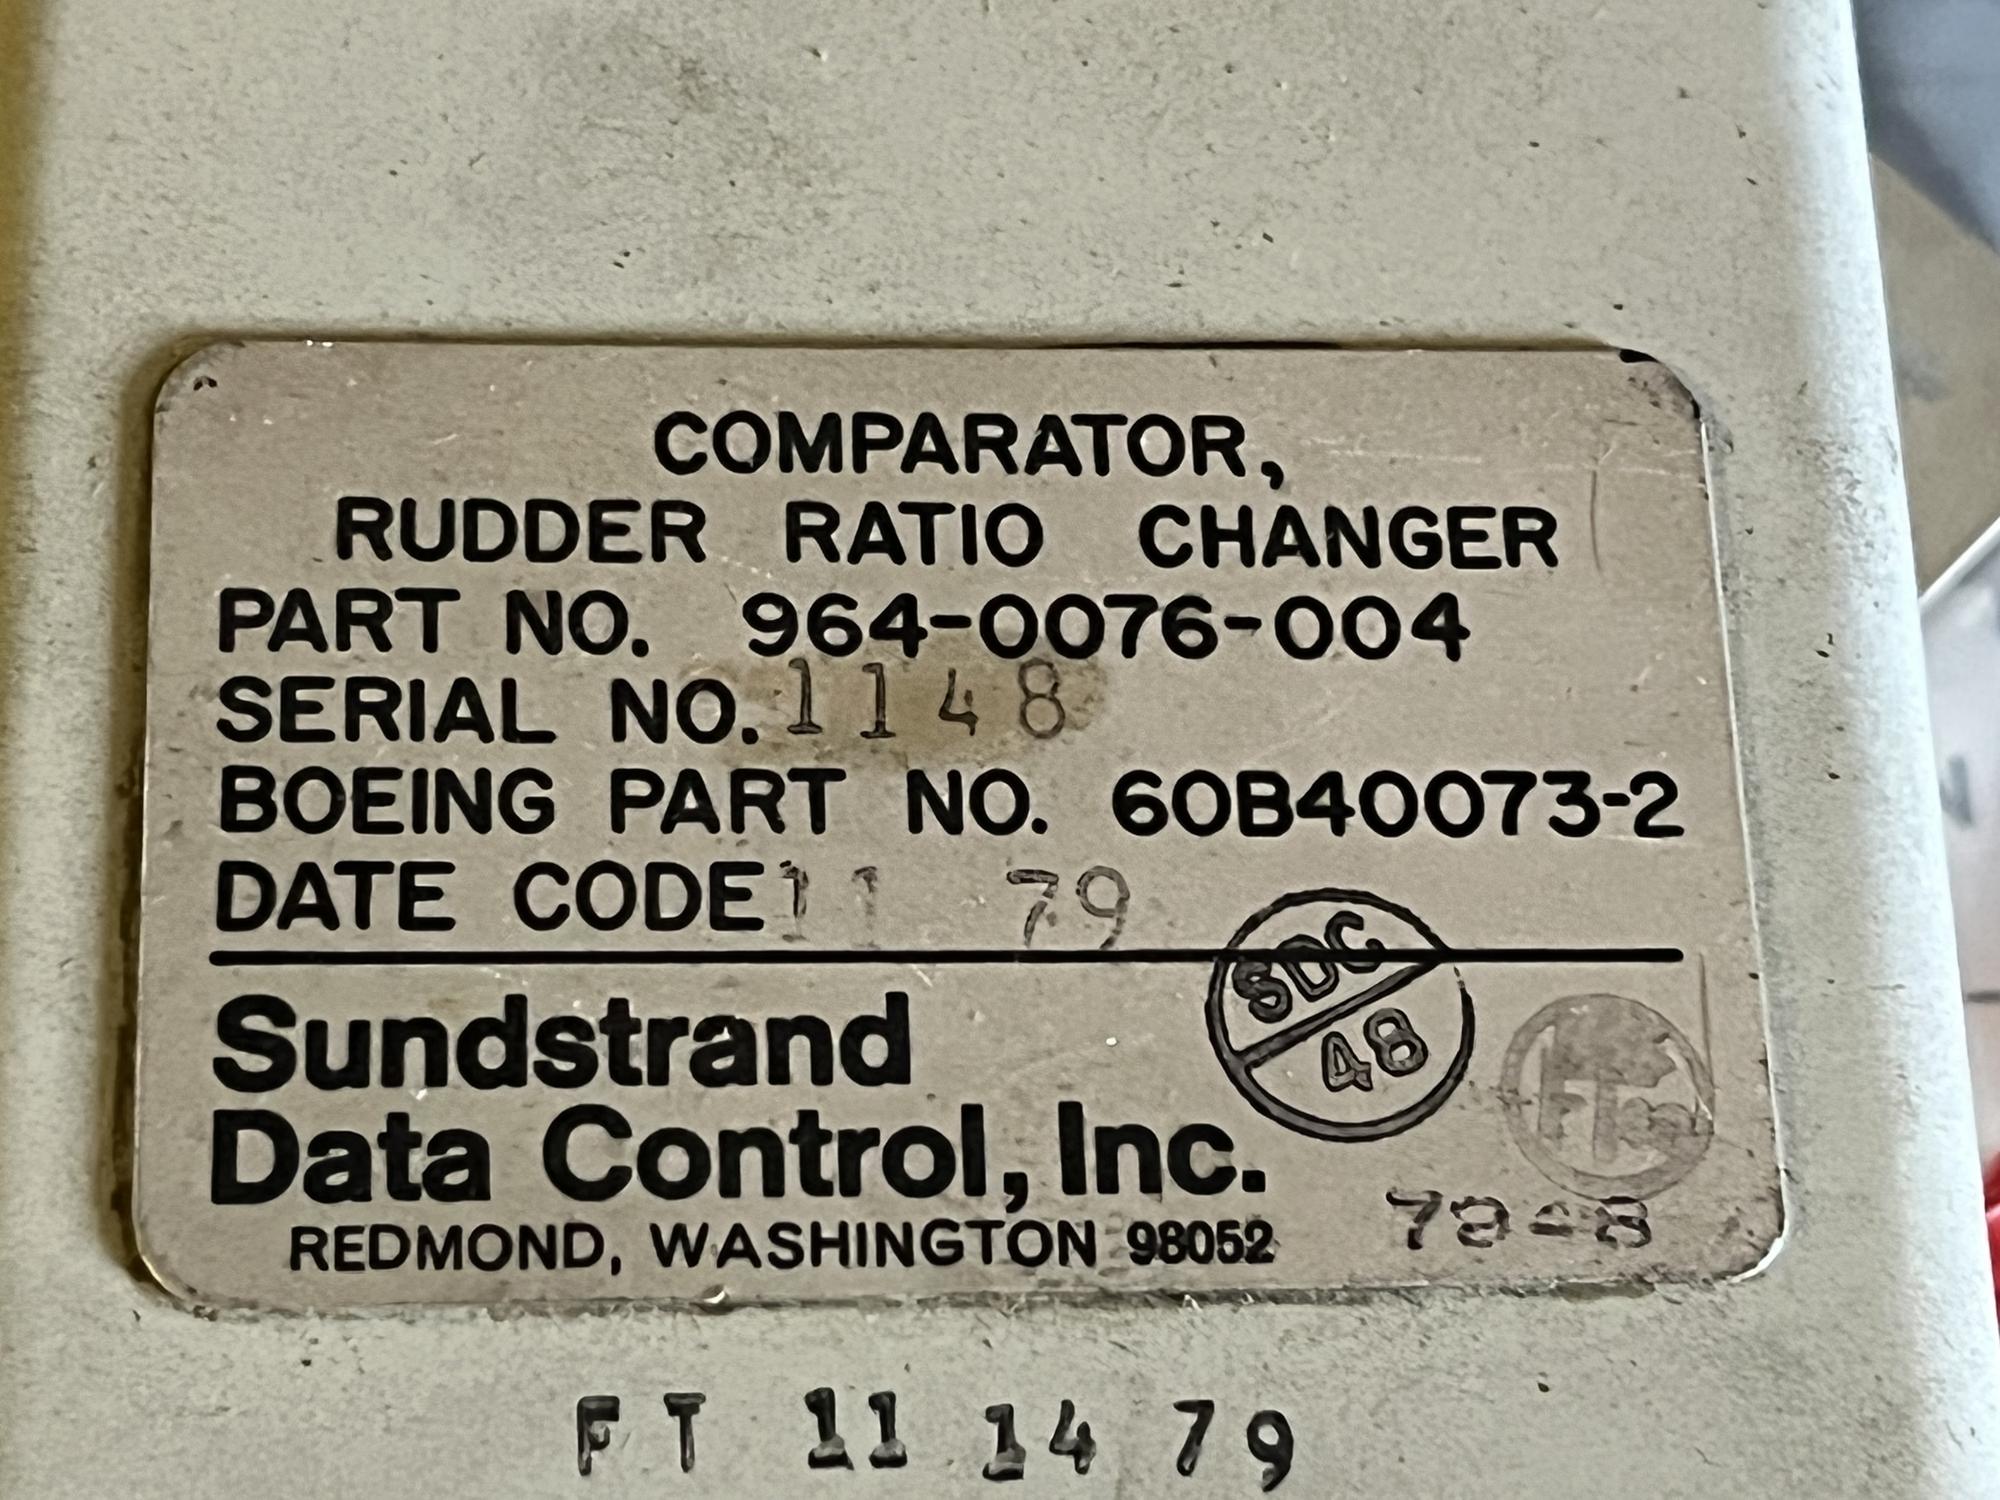 COMPARATOR,
RUDDER RATIO CHANGER
PART NO. 964-0076-004
SERIAL NO. 1148
BOEING PART NO. 60B40073-2
DATE CODE 11 79
SDC
48
Sundstrand
Data Control, Inc.
REDMOND, WASHINGTON 98052
FT 11 14 79